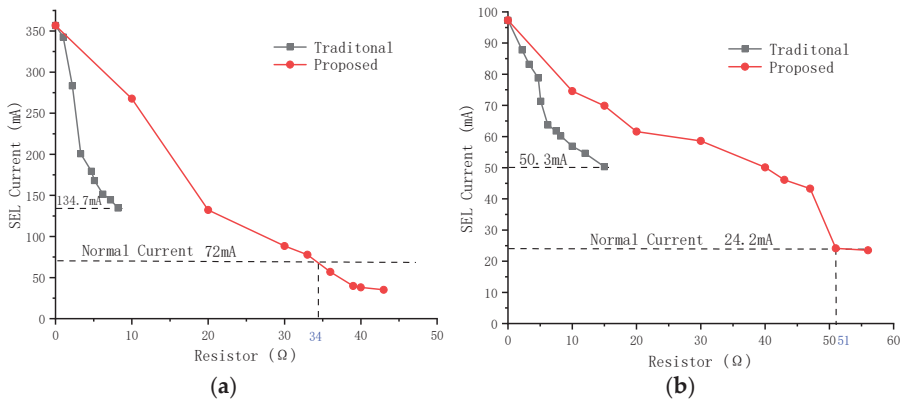 350
300
250
200
150
100
50
0
SEL Current (mA)
Traditonal
Proposed
134.7mA
Normal Current 72mA
0
10
20
30
34
40
50
Resistor (Ω)
(a)
100
90
80
70
60
50
40
30
20
10
0
SEL Current (mA)
Traditonal
Proposed
50.3mA
Normal Current 24.2mA
0
10
20
30
40
50
51
60
Resistor (Ω)
(b)